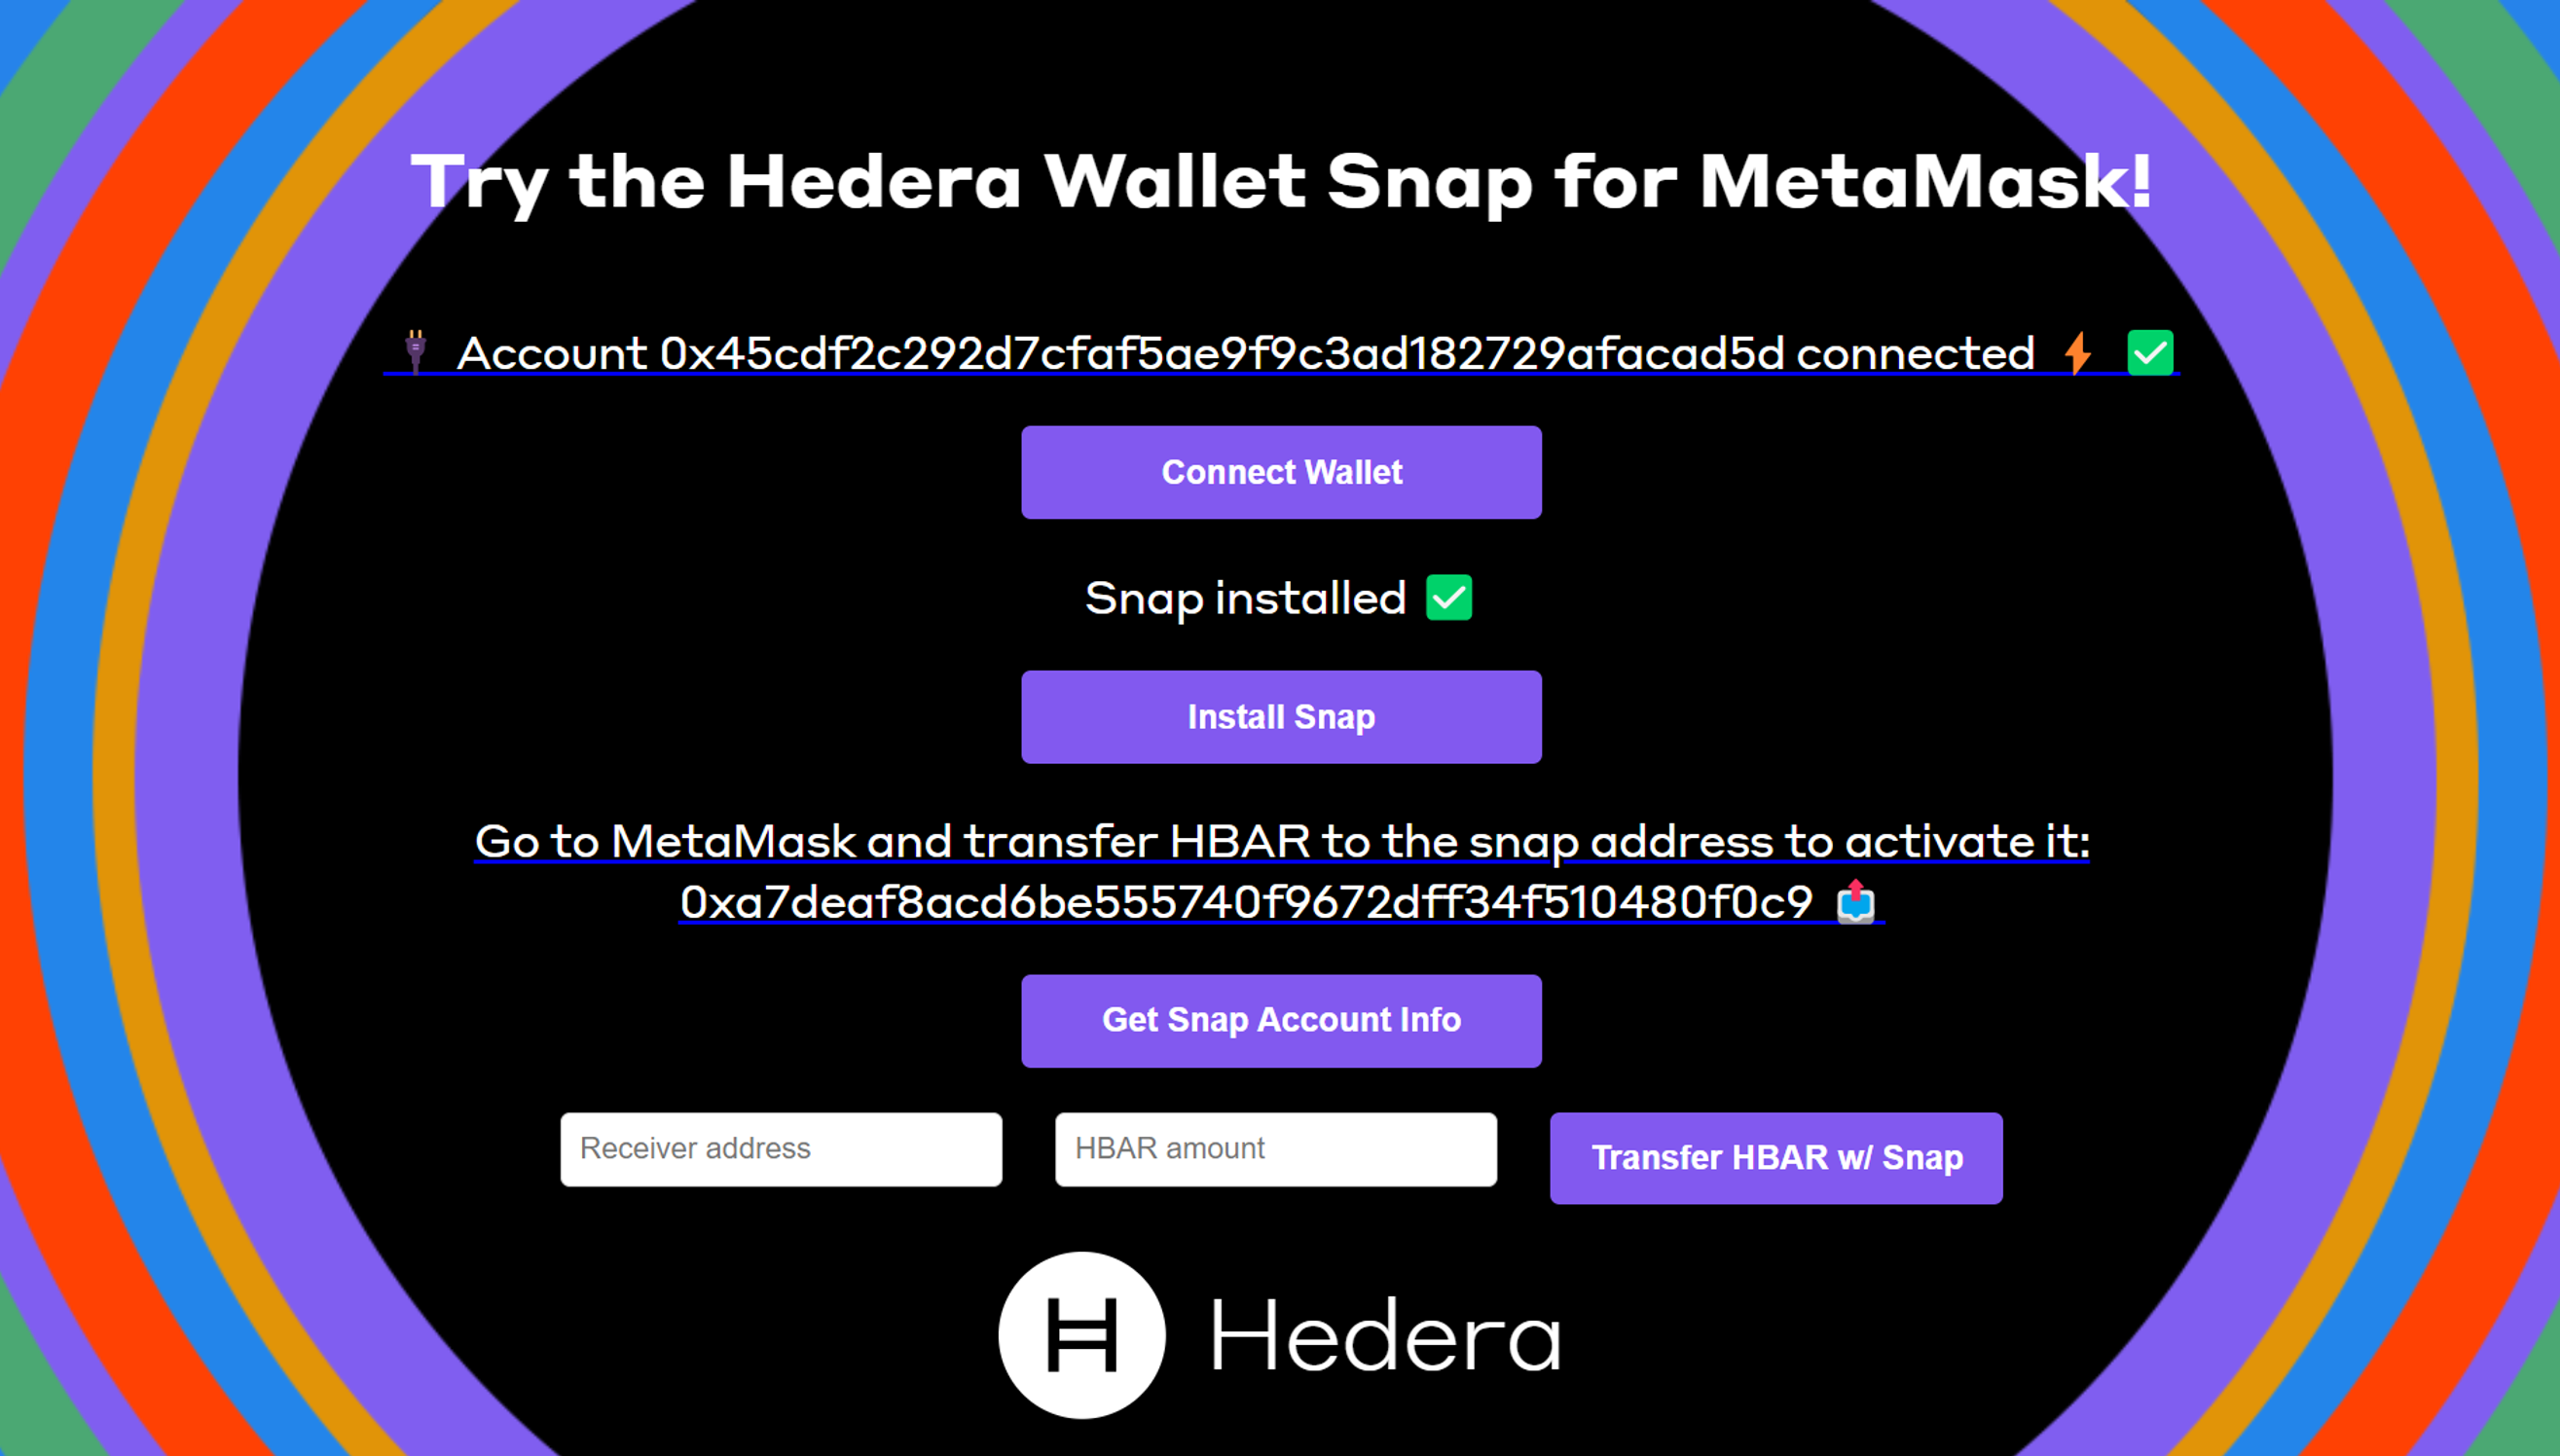 Try the Hedera Wallet Snap for MetaMask!
🔌 Account 0x45cdf2c292d7cfaf5ae9f9c3ad182729afacad5d connected ⚡ ✅
Connect Wallet
Snap installed ✅
Install Snap
Go to MetaMask and transfer HBAR to the snap address to activate it:
0xa7deaf8acd6be555740f9672dff34f510480f0c9 📤
Get Snap Account Info
Receiver address
HBAR amount
Transfer HBAR w/ Snap
Hedera